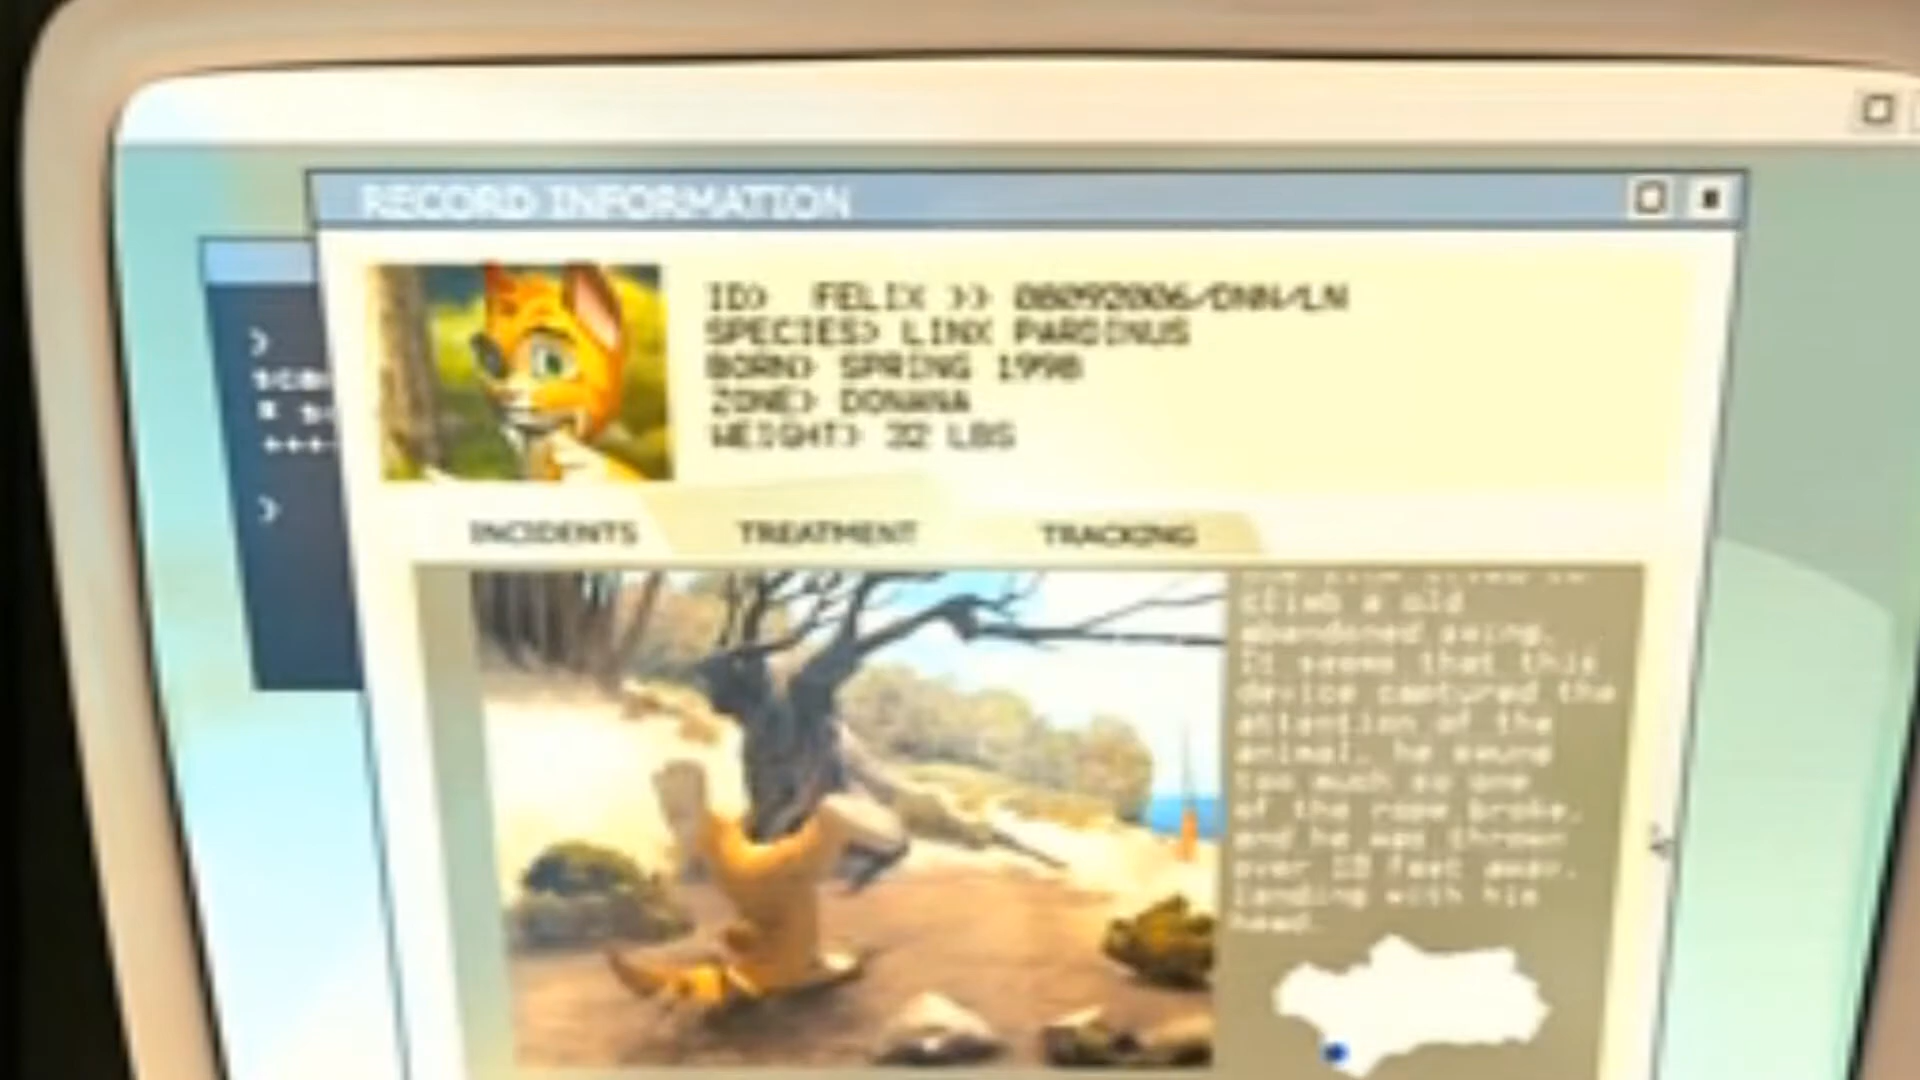 RECORD INFORMATION
ID> FELIX >> 08092006/DNN/LN
SPECIES> LINX PARDINUS
BORN> SPRING 1998
ZONE> DONANA
WEIGHT> 32 LBS
INCIDENTS TREATMENT TRACKING
climb a old
abandoned swing.
It seems that this
device captured the
attention of the
animal. he swung
too much so one
of the rope broke,
and he was thrown
over 18 feet away,
landing with his
head.